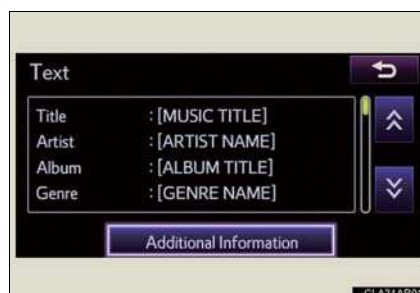 Text
Title : [MUSIC TITLE]
Artist : [ARTIST NAME]
Album : [ALBUM TITLE]
Genre : [GENRE NAME]
Additional Information